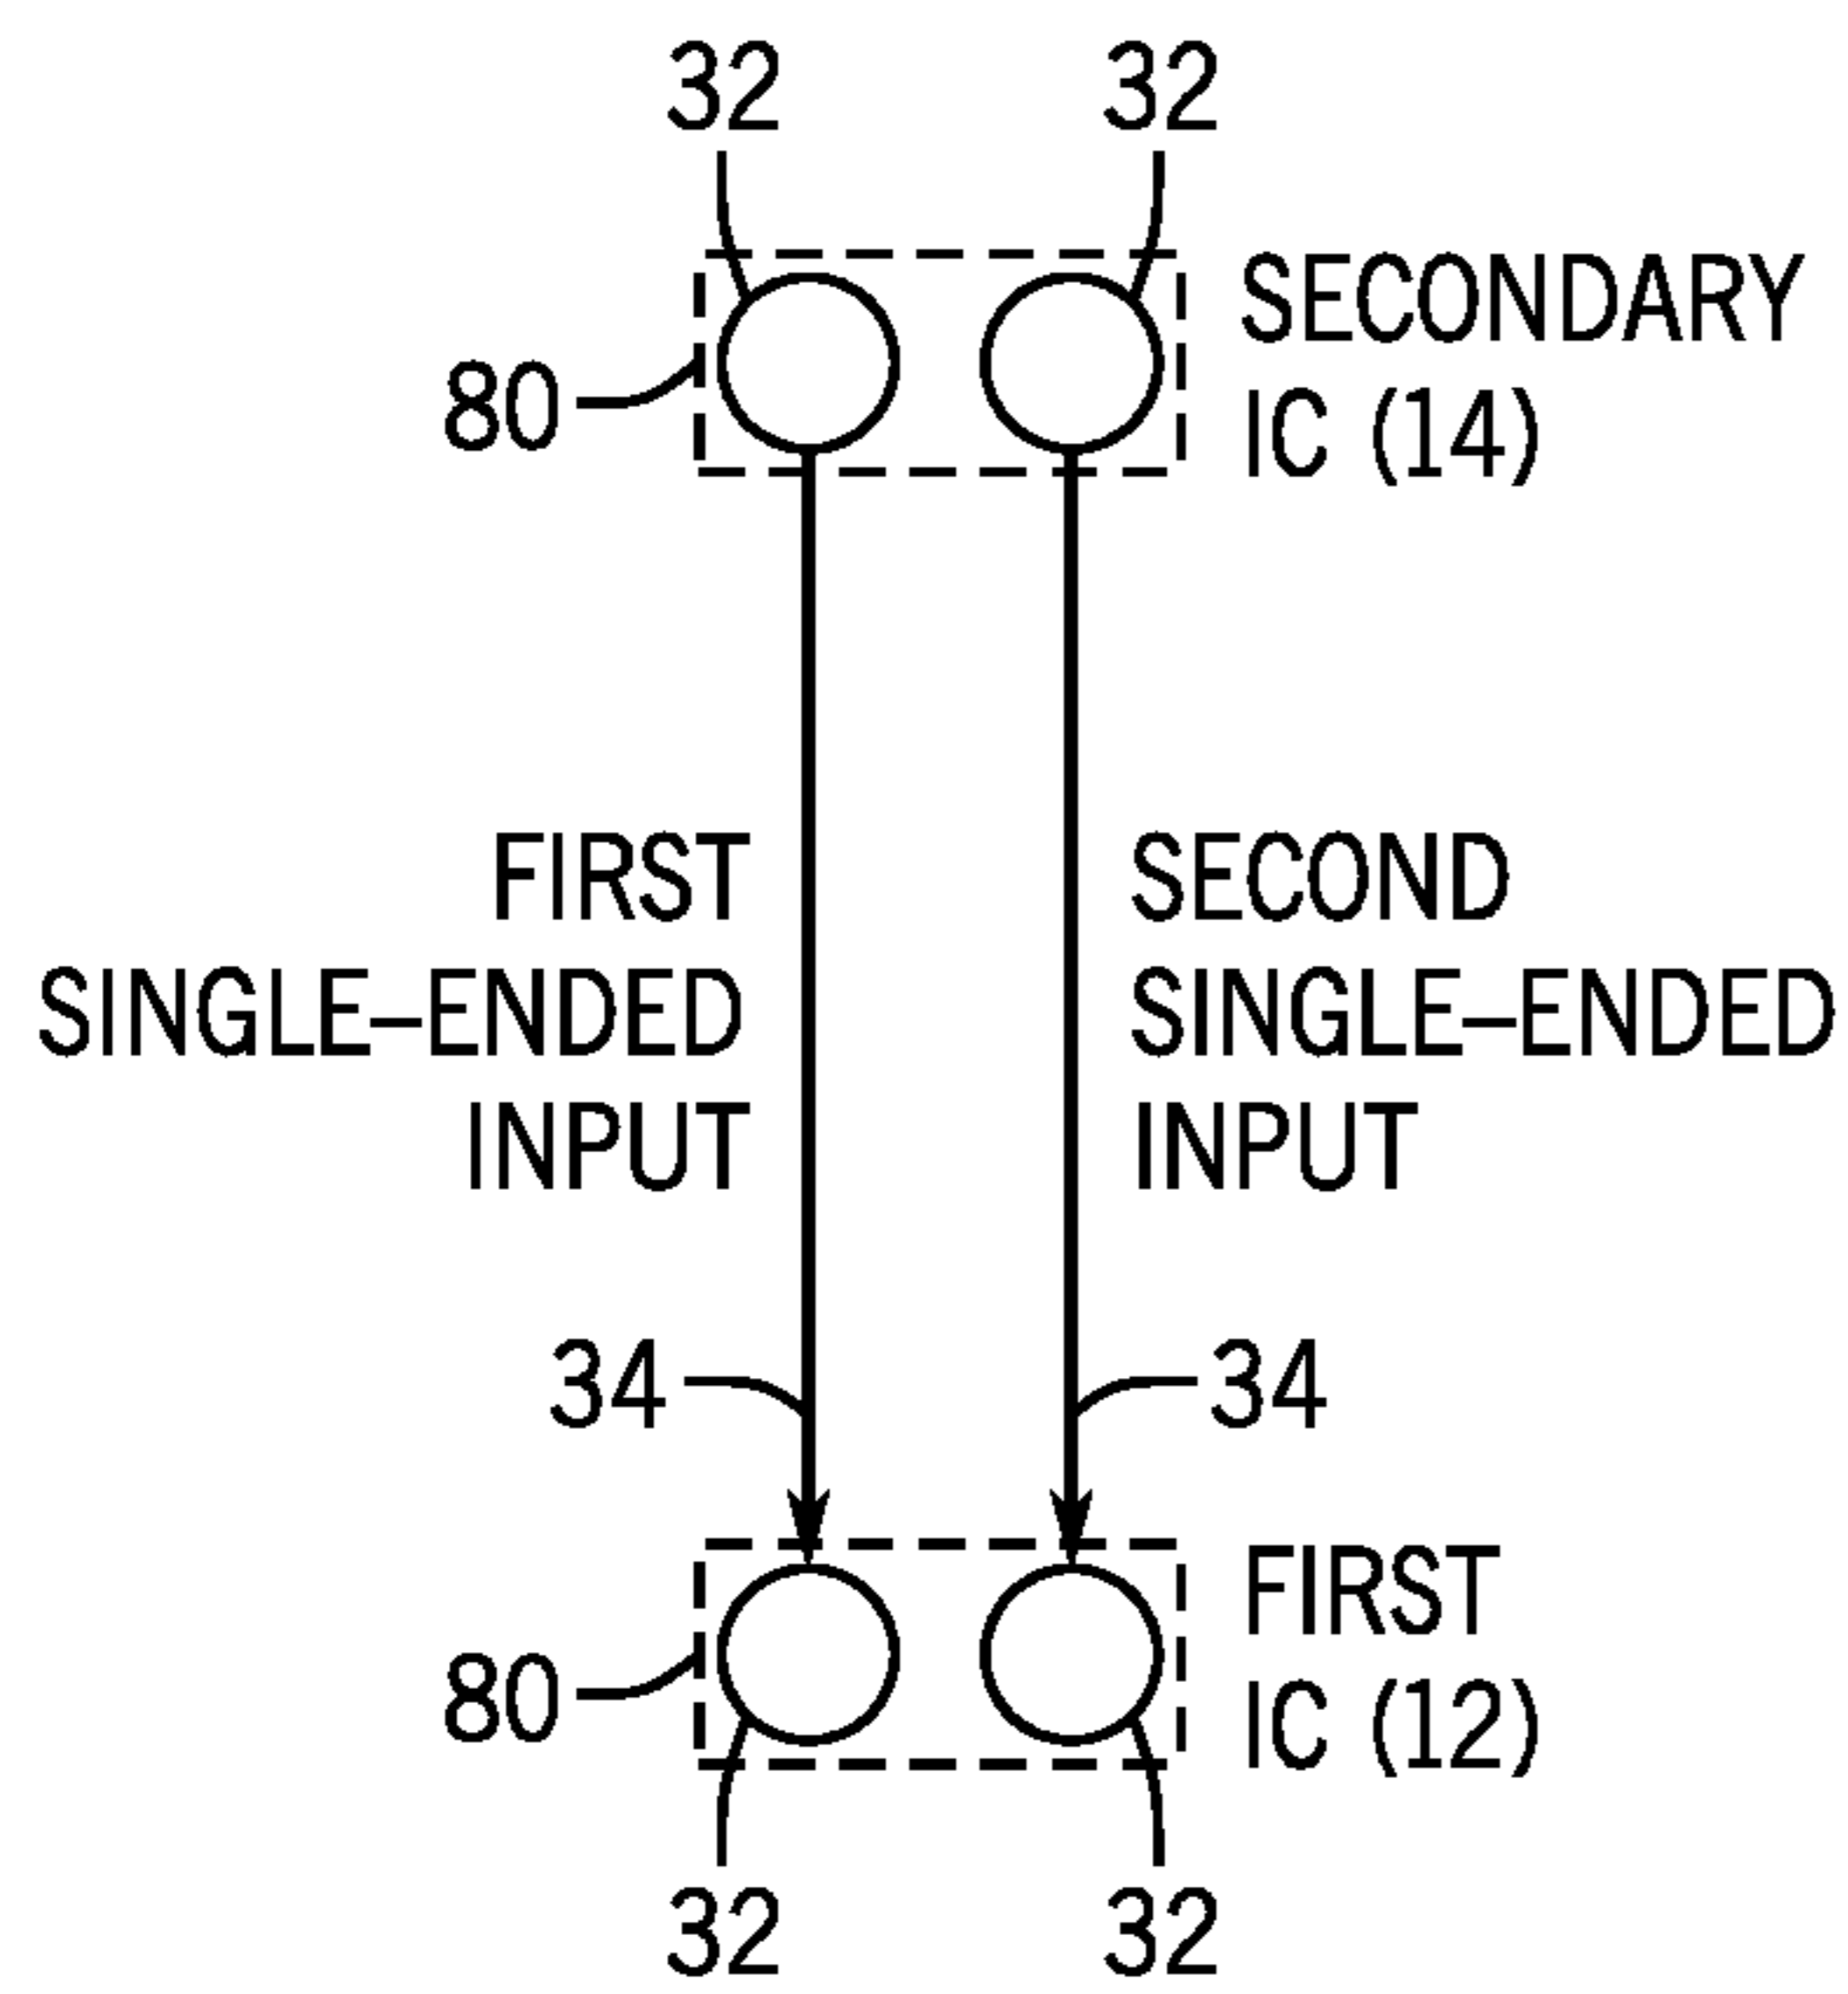 32 32
SECONDARY
IC (14)
80
FIRST
SINGLE–ENDED
INPUT
SECOND
SINGLE–ENDED
INPUT
34 34
FIRST
IC (12)
80
32 32